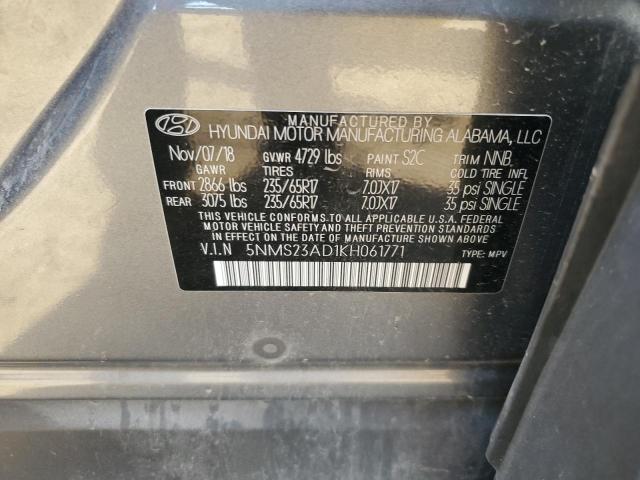 MANUFACTURED BY
HYUNDAI MOTOR MANUFACTURING ALABAMA, LLC
Nov/07/18 GVWR 4729 lbs PAINT S2C TRIM NNB
GAWR TIRES RIMS COLD TIRE INFL
FRONT 2866 lbs 235/65R17 7.0JX17 35 psi SINGLE
REAR 3075 lbs 235/65R17 7.0JX17 35 psi SINGLE
THIS VEHICLE CONFORMS TO ALL APPLICABLE U.S.A. FEDERAL
MOTOR VEHICLE SAFETY AND THEFT PREVENTION STANDARDS
IN EFFECT ON THE DATE OF MANUFACTURE SHOWN ABOVE
V.I.N 5NMS23AD1KH061771 TYPE: MPV